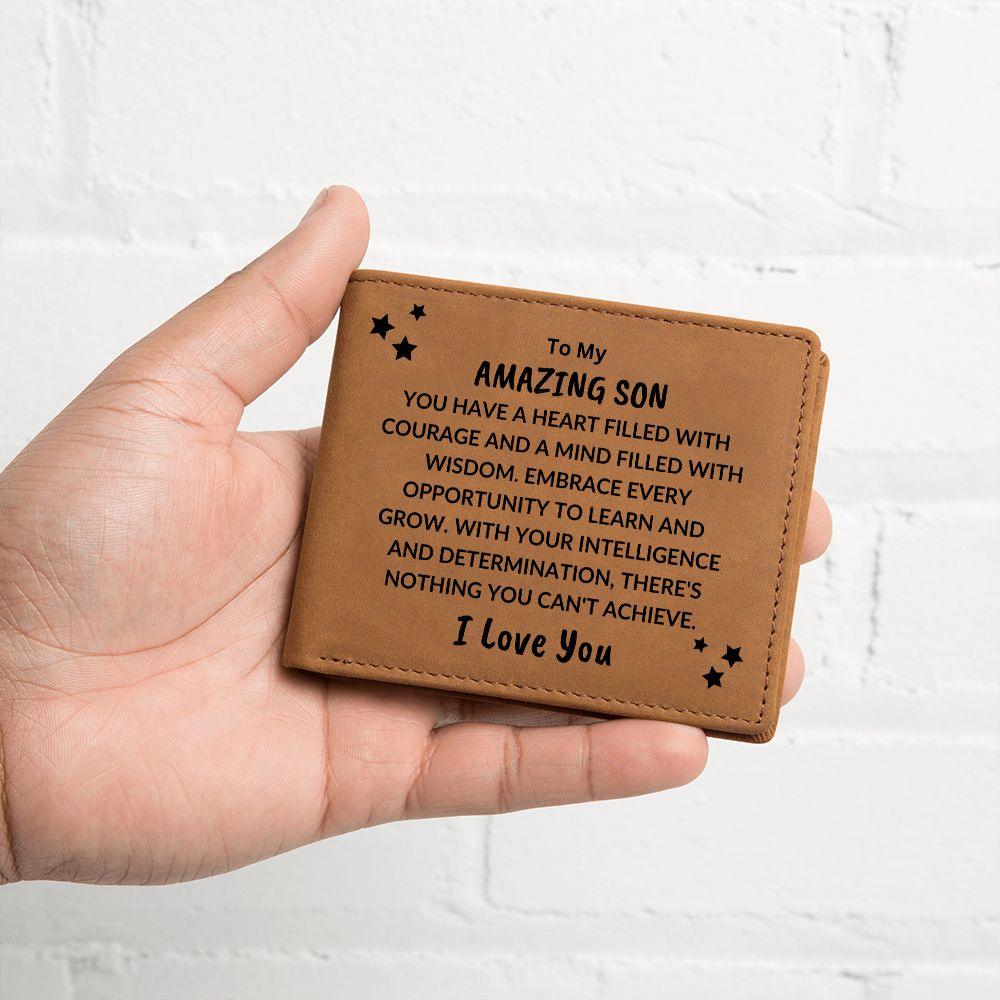 To My
AMAZING SON
YOU HAVE A HEART FILLED WITH
COURAGE AND A MIND FILLED WITH
WISDOM. EMBRACE EVERY
OPPORTUNITY TO LEARN AND
GROW. WITH YOUR INTELLIGENCE
AND DETERMINATION, THERE'S
NOTHING YOU CAN'T ACHIEVE.
I Love You